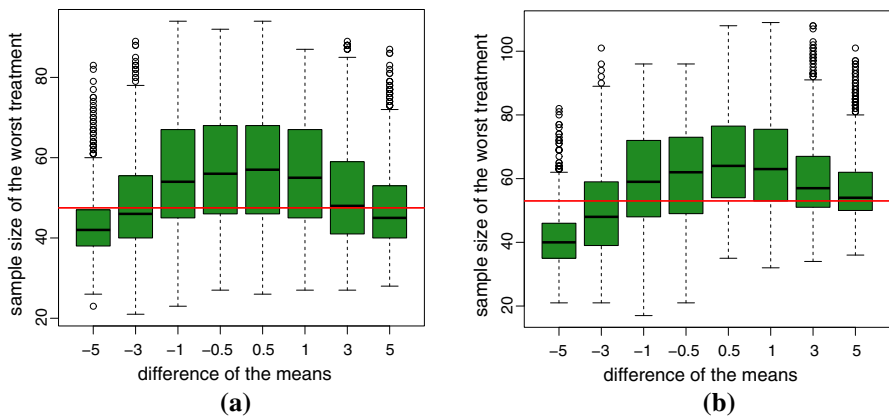 sample size of the worst treatment
20 40 60 80
−5 −3 −1 −0.5 0.5 1 3 5
difference of the means
(a)
sample size of the worst treatment
20 40 60 80 100
−5 −3 −1 −0.5 0.5 1 3 5
difference of the means
(b)